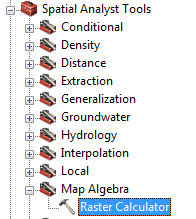 Spatial Analyst Tools
Conditional
Density
Distance
Extraction
Generalization
Groundwater
Hydrology
Interpolation
Local
Map Algebra
Raster Calculator